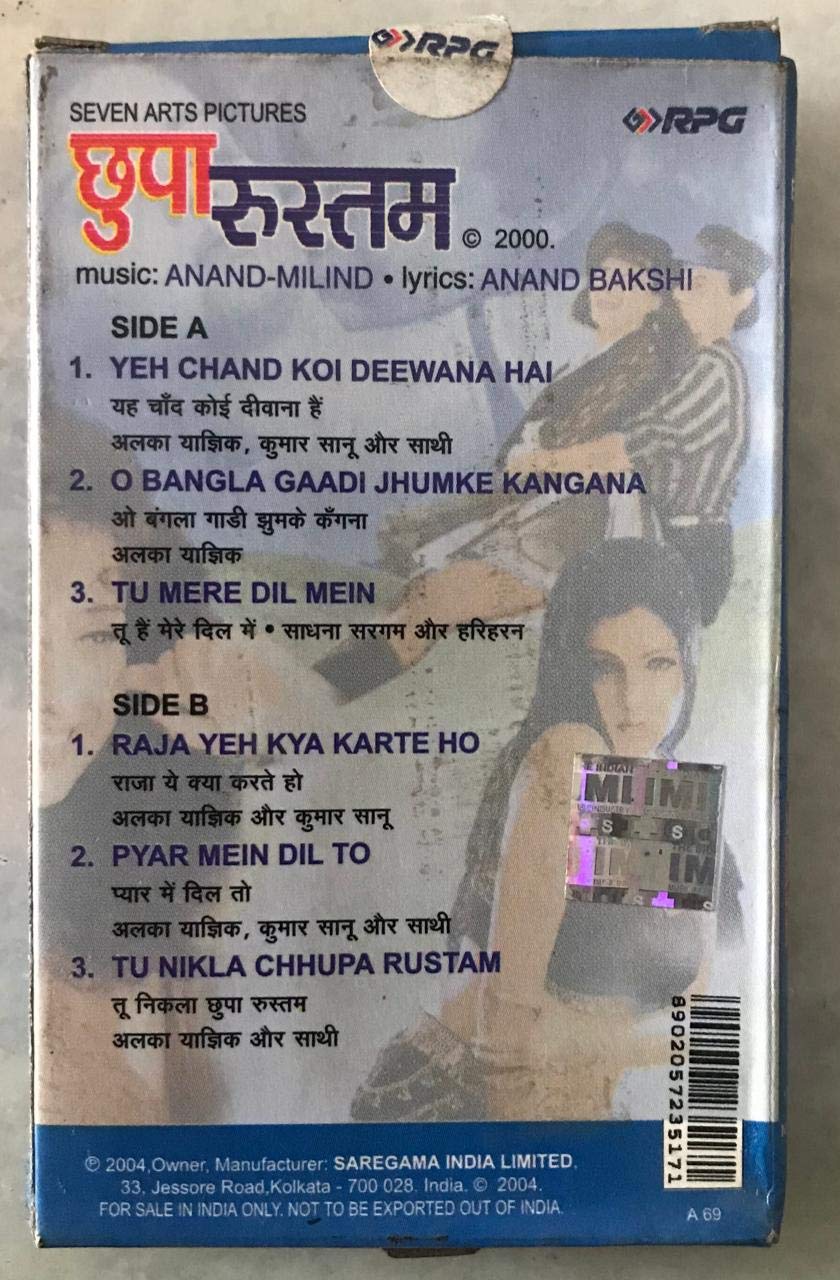 RPG
SEVEN ARTS PICTURES
RPG
छुपा
रुस्तम © 2000.
music: ANAND-MILIND • lyrics: ANAND BAKSHI
SIDE A
1. YEH CHAND KOI DEEWANA HAI
यह चाँद कोई दीवाना हैं
अलका याज्ञिक, कुमार सानू और साथी
2. O BANGLA GAADI JHUMKE KANGANA
ओ बंगला गाडी झुमके कँगना
अलका याज्ञिक
3. TU MERE DIL MEIN
तू हैं मेरे दिल में • साधना सरगम और हरिहरन
SIDE B
1. RAJA YEH KYA KARTE HO
राजा ये क्या करते हो
अलका याज्ञिक और कुमार सानू
2. PYAR MEIN DIL TO
प्यार में दिल तो
अलका याज्ञिक, कुमार सानू और साथी
3. TU NIKLA CHHUPA RUSTAM
तू निकला छुपा रुस्तम
अलका याज्ञिक और साथी
8902057235171
℗ 2004,Owner, Manufacturer: SAREGAMA INDIA LIMITED,
33, Jessore Road,Kolkata - 700 028. India. © 2004.
FOR SALE IN INDIA ONLY. NOT TO BE EXPORTED OUT OF INDIA.
A 69